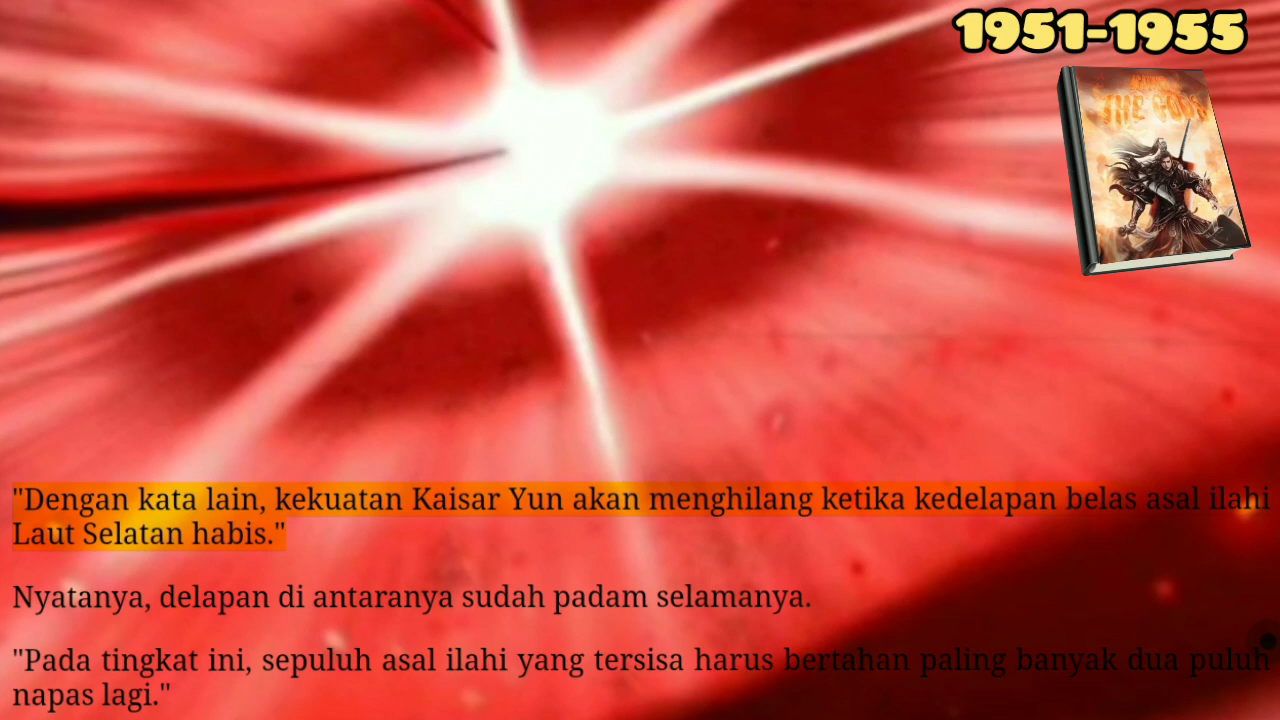 1951-1955
THE GODS
"Dengan kata lain, kekuatan Kaisar Yun akan menghilang ketika kedelapan belas asal ilahi
Laut Selatan habis."
Nyatanya, delapan di antaranya sudah padam selamanya.
"Pada tingkat ini, sepuluh asal ilahi yang tersisa harus bertahan paling banyak dua puluh
napas lagi."